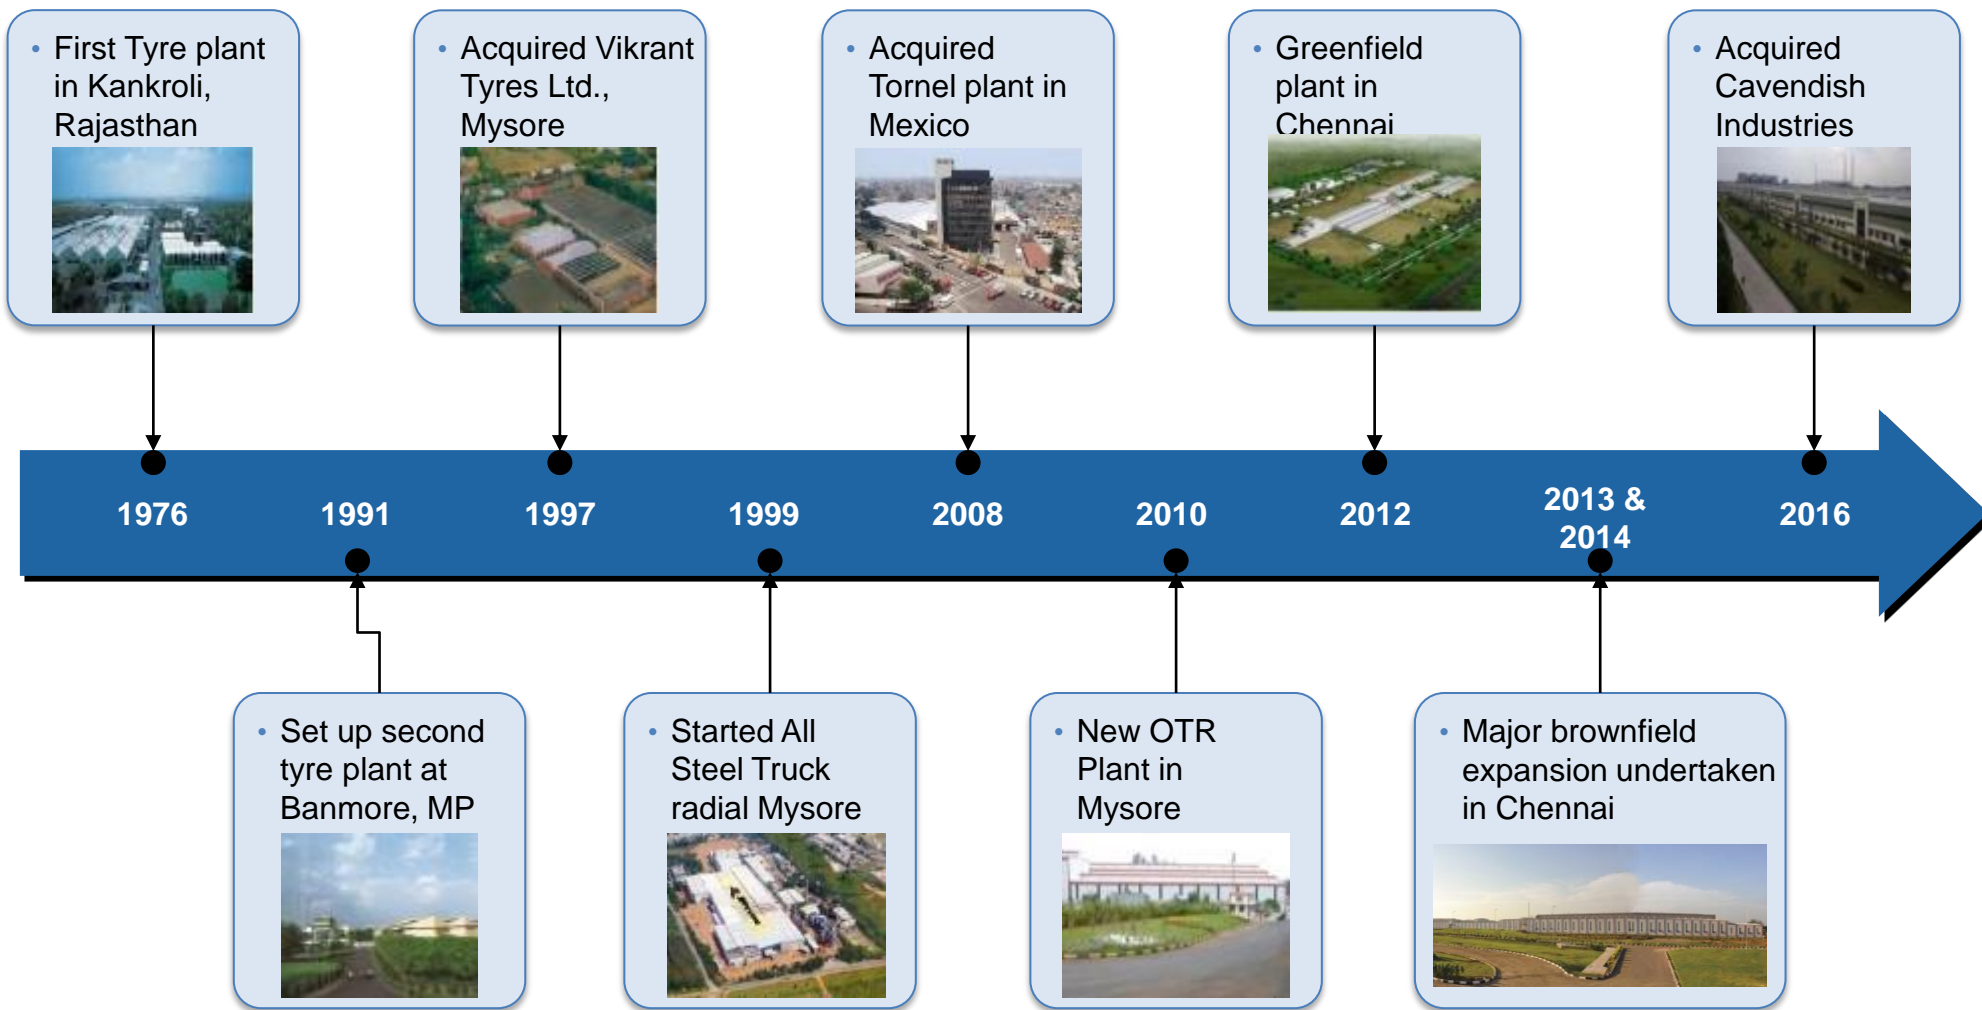 • First Tyre plant
in Kankroli,
Rajasthan
• Acquired Vikrant
Tyres Ltd.,
Mysore
• Acquired
Tornel plant in
Mexico
• Greenfield
plant in
Chennai
• Acquired
Cavendish
Industries
1976
1991
1997
1999
2008
2010
2012
2013 &
2014
2016
• Set up second
tyre plant at
Banmore, MP
• Started All
Steel Truck
radial Mysore
• New OTR
Plant in
Mysore
• Major brownfield
expansion undertaken
in Chennai